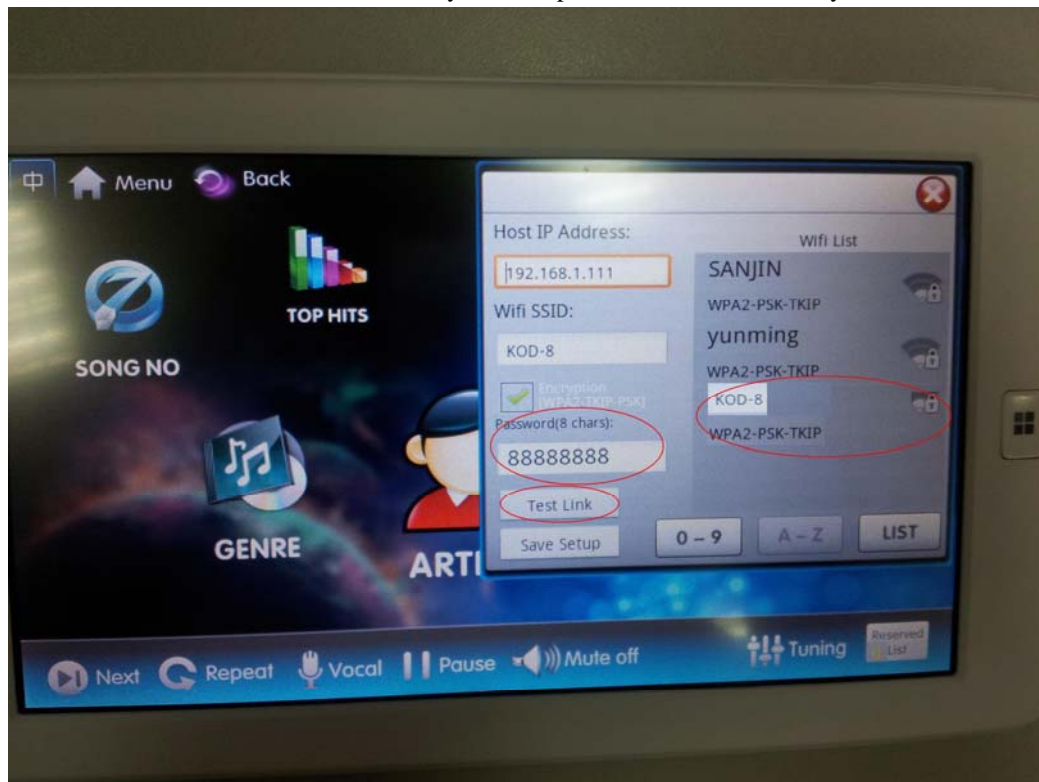 中 Menu Back
SONG NO
TOP HITS
GENRE
ARTI
Host IP Address:
192.168.1.111
Wifi SSID:
KOD-8
Encryption
[WPA2-TKIP-PSK]
Password(8 chars):
88888888
Test Link
Save Setup
Wifi List
SANJIN
WPA2-PSK-TKIP
yunming
WPA2-PSK-TKIP
KOD-8
WPA2-PSK-TKIP
0 – 9 A – Z LIST
Next Repeat Vocal Pause Mute off Tuning Reserved
List